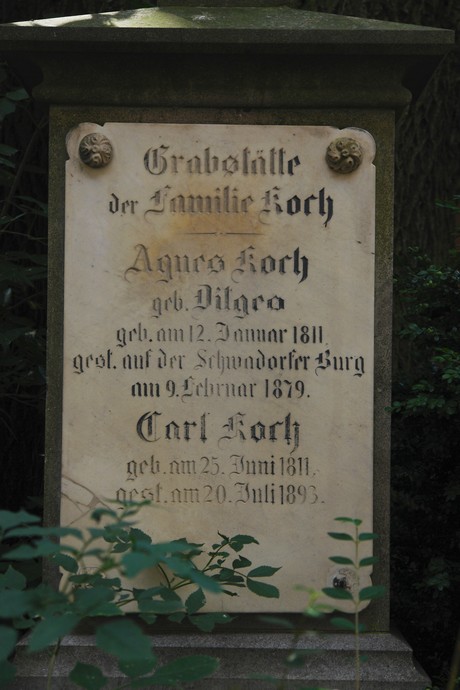 Grabstätte
der Familie Koch
Agnes Koch
geb. Ditges
geb. am 12. Januar 1811
gest. auf der Schwadorfer Burg
am 9. Februar 1879.
Carl Koch
geb. am 25. Juni 1811.
gest. am 20. Juli 1893.